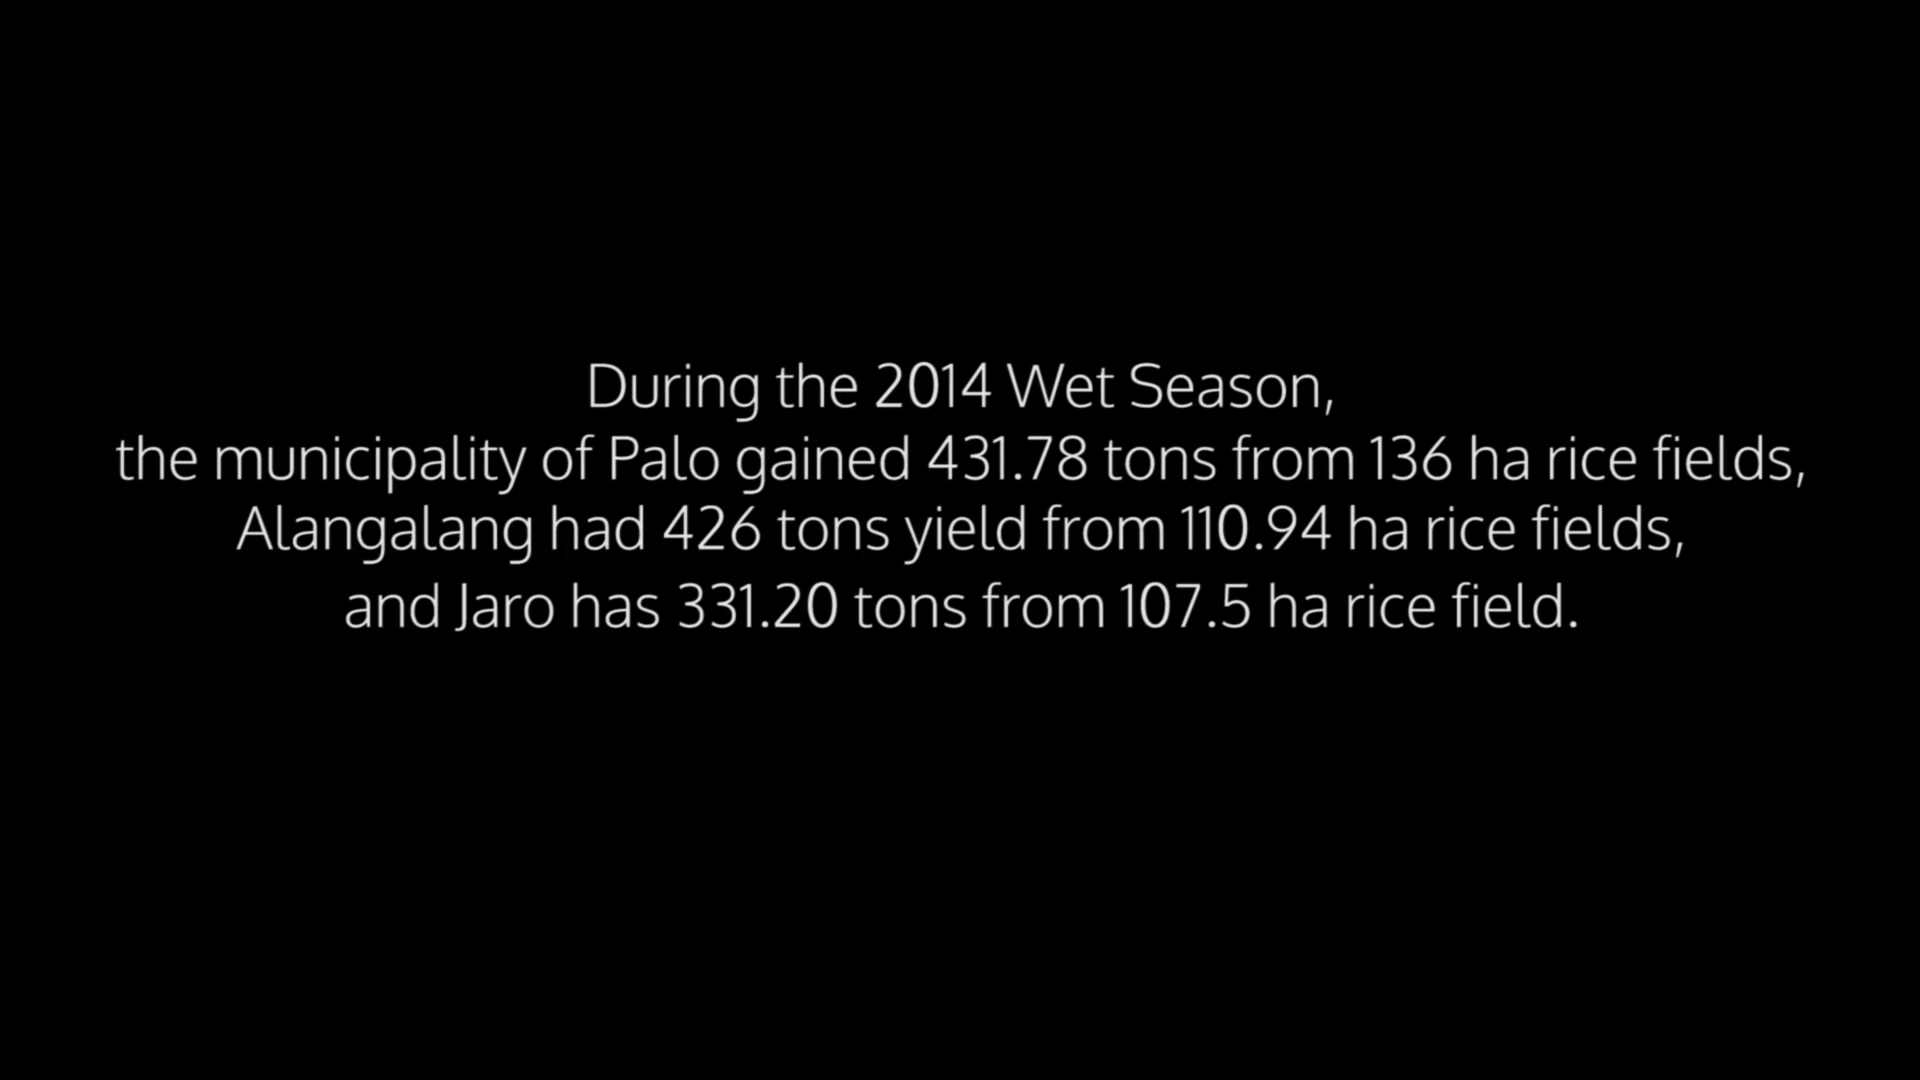 During the 2014 Wet Season,
the municipality of Palo gained 431.78 tons from 136 ha rice fields,
Alangalang had 426 tons yield from 110.94 ha rice fields,
and Jaro has 331.20 tons from 107.5 ha rice field.